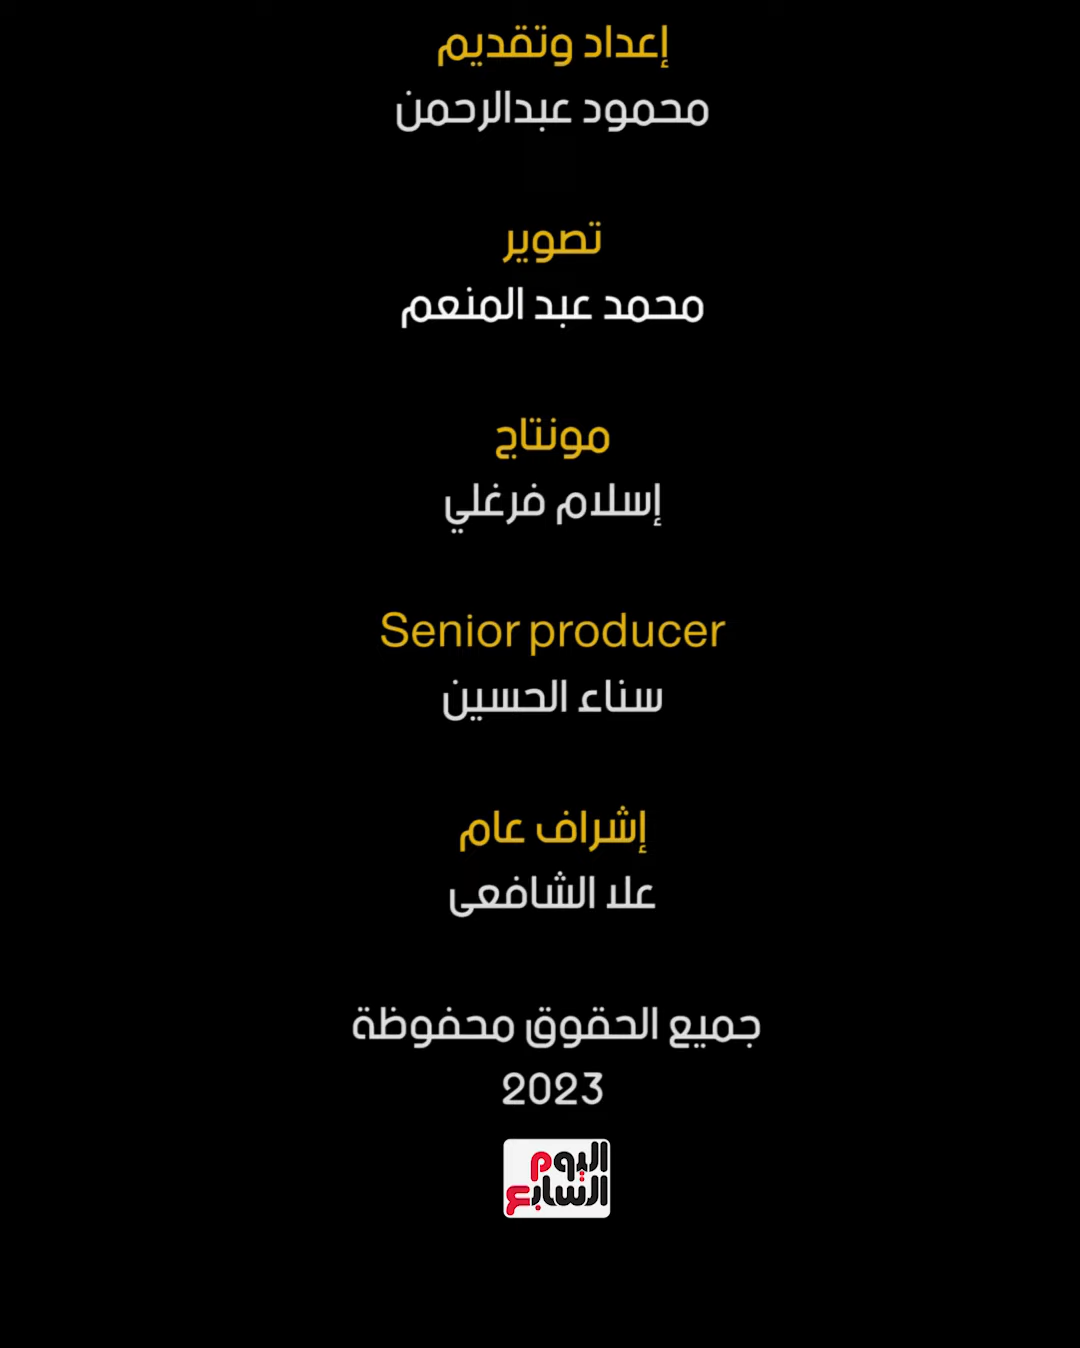 إعداد وتقديم
محمود عبدالرحمن
تصوير
محمد عبد المنعم
مونتاج
إسلام فرغلي
Senior producer
سناء الحسين
إشراف عام
علا الشافعى
جميع الحقوق محفوظة
2023
اليوم
السابع